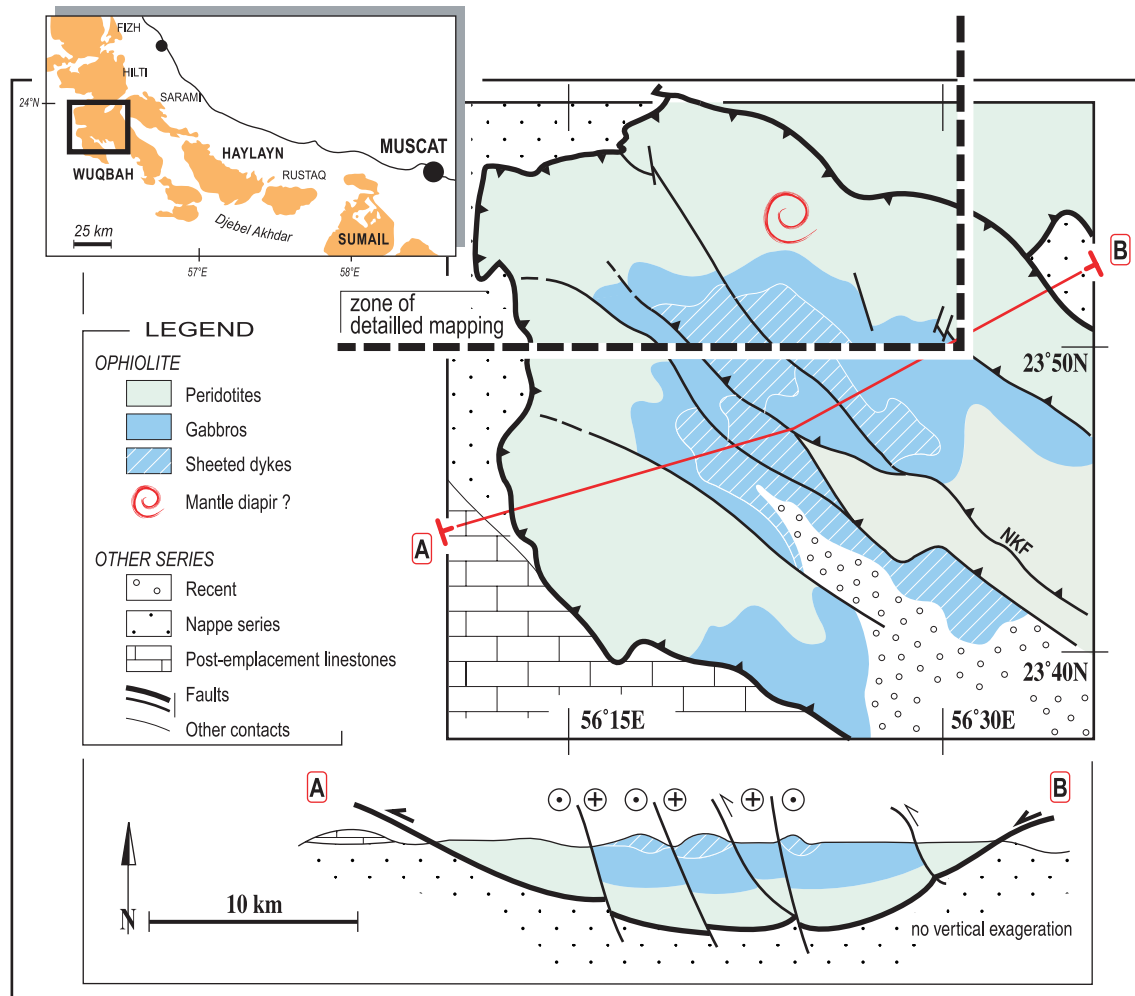 FIZH
HILTI
24°N
SARAMI
MUSCAT
HAYLAYN
WUQBAH
RUSTAQ
Djebel Akhdar
25 km
SUMAIL
57°E
58°E
B
zone of
detailled mapping
23°50N
LEGEND
OPHIOLITE
Peridotites
Gabbros
Sheeted dykes
Mantle diapir ?
A
NKF
OTHER SERIES
Recent
Nappe series
Post-emplacement linestones
Faults
Other contacts
23°40N
56°15E
56°30E
A
B
N
10 km
no vertical exageration